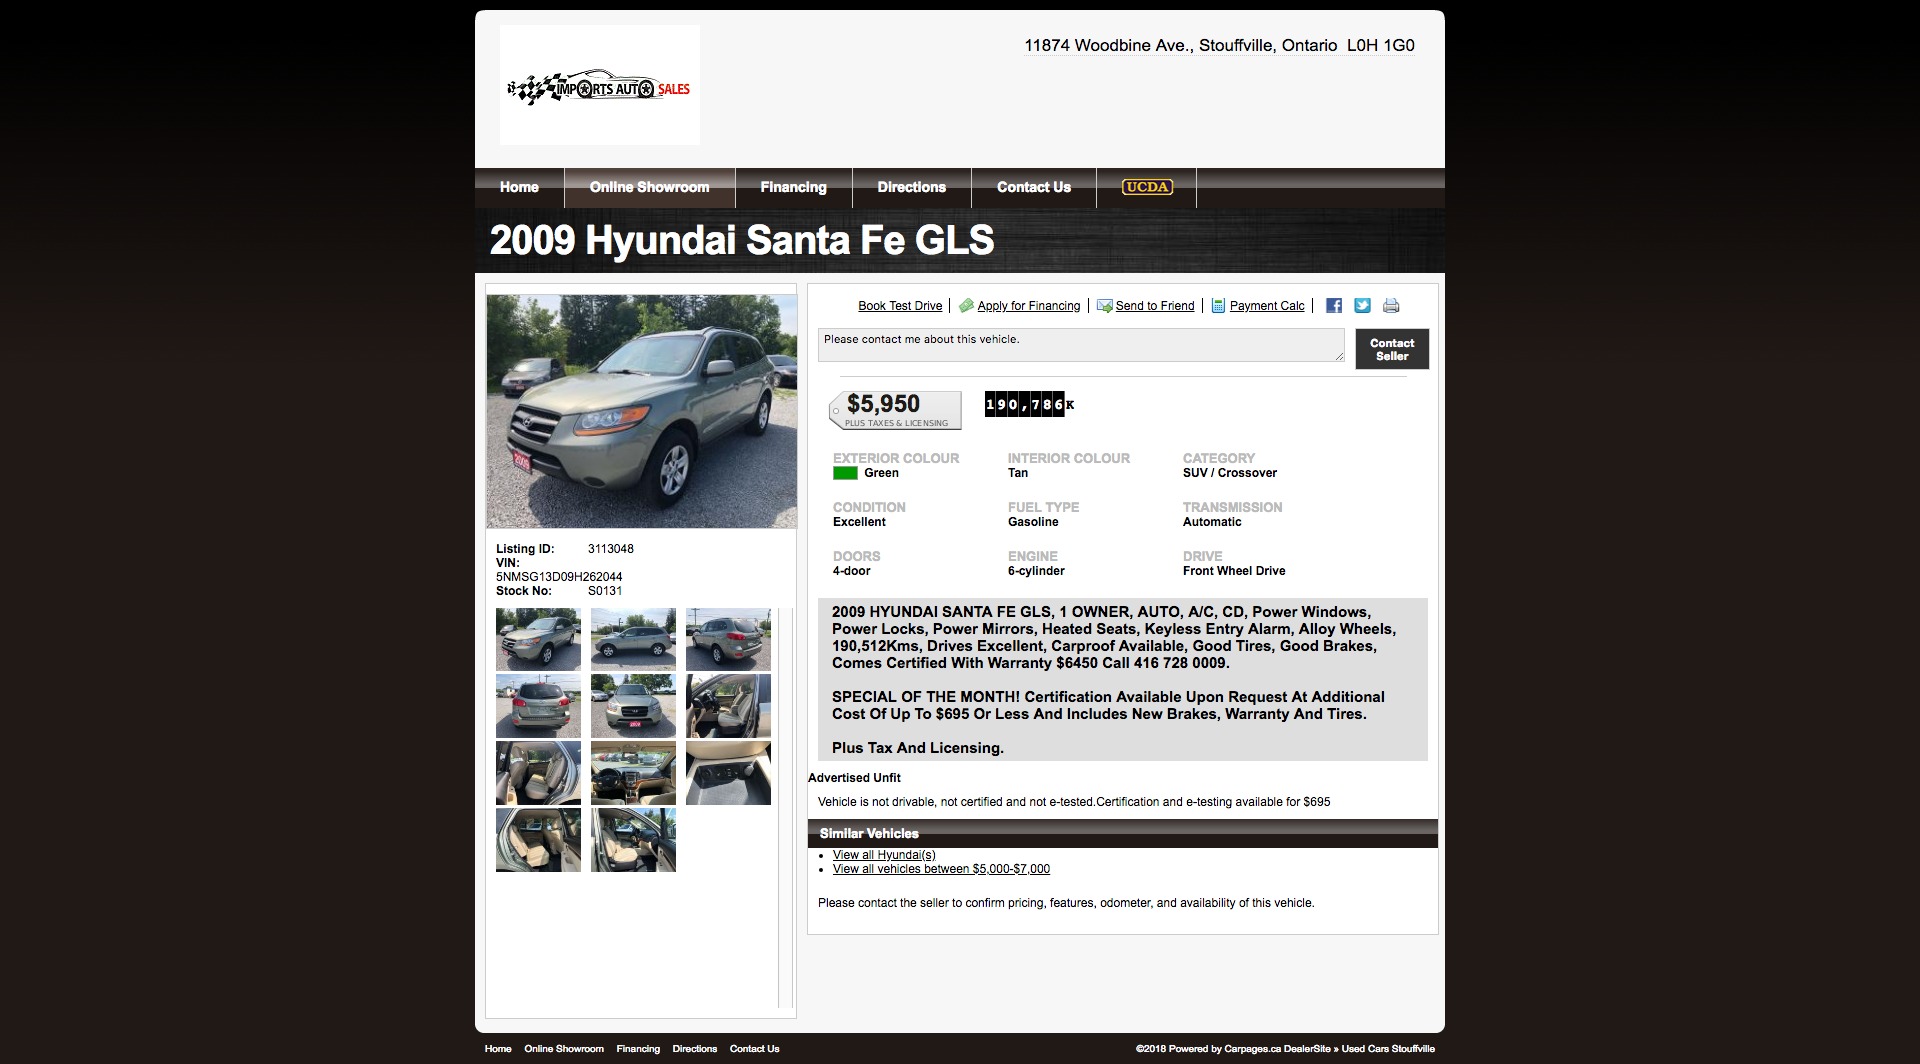 IMPORTS AUTO SALES
11874 Woodbine Ave., Stouffville, Ontario  L0H 1G0
Home
Online Showroom
Financing
Directions
Contact Us
UCDA
2009 Hyundai Santa Fe GLS
2009
Listing ID: 3113048
VIN:
5NMSG13D09H262044
Stock No: S0131
Book Test Drive
Apply for Financing
Send to Friend
Payment Calc
Please contact me about this vehicle.
Contact
Seller
$5,950
PLUS TAXES & LICENSING
190,786K
EXTERIOR COLOUR
Green
INTERIOR COLOUR
Tan
CATEGORY
SUV / Crossover
CONDITION
Excellent
FUEL TYPE
Gasoline
TRANSMISSION
Automatic
DOORS
4-door
ENGINE
6-cylinder
DRIVE
Front Wheel Drive
2009 HYUNDAI SANTA FE GLS, 1 OWNER, AUTO, A/C, CD, Power Windows,
Power Locks, Power Mirrors, Heated Seats, Keyless Entry Alarm, Alloy Wheels,
190,512Kms, Drives Excellent, Carproof Available, Good Tires, Good Brakes,
Comes Certified With Warranty $6450 Call 416 728 0009.
SPECIAL OF THE MONTH! Certification Available Upon Request At Additional
Cost Of Up To $695 Or Less And Includes New Brakes, Warranty And Tires.
Plus Tax And Licensing.
Advertised Unfit
Vehicle is not drivable, not certified and not e-tested.Certification and e-testing available for $695
Similar Vehicles
View all Hyundai(s)
View all vehicles between $5,000-$7,000
Please contact the seller to confirm pricing, features, odometer, and availability of this vehicle.
Home
Online Showroom
Financing
Directions
Contact Us
©2018 Powered by Carpages.ca DealerSite » Used Cars Stouffville